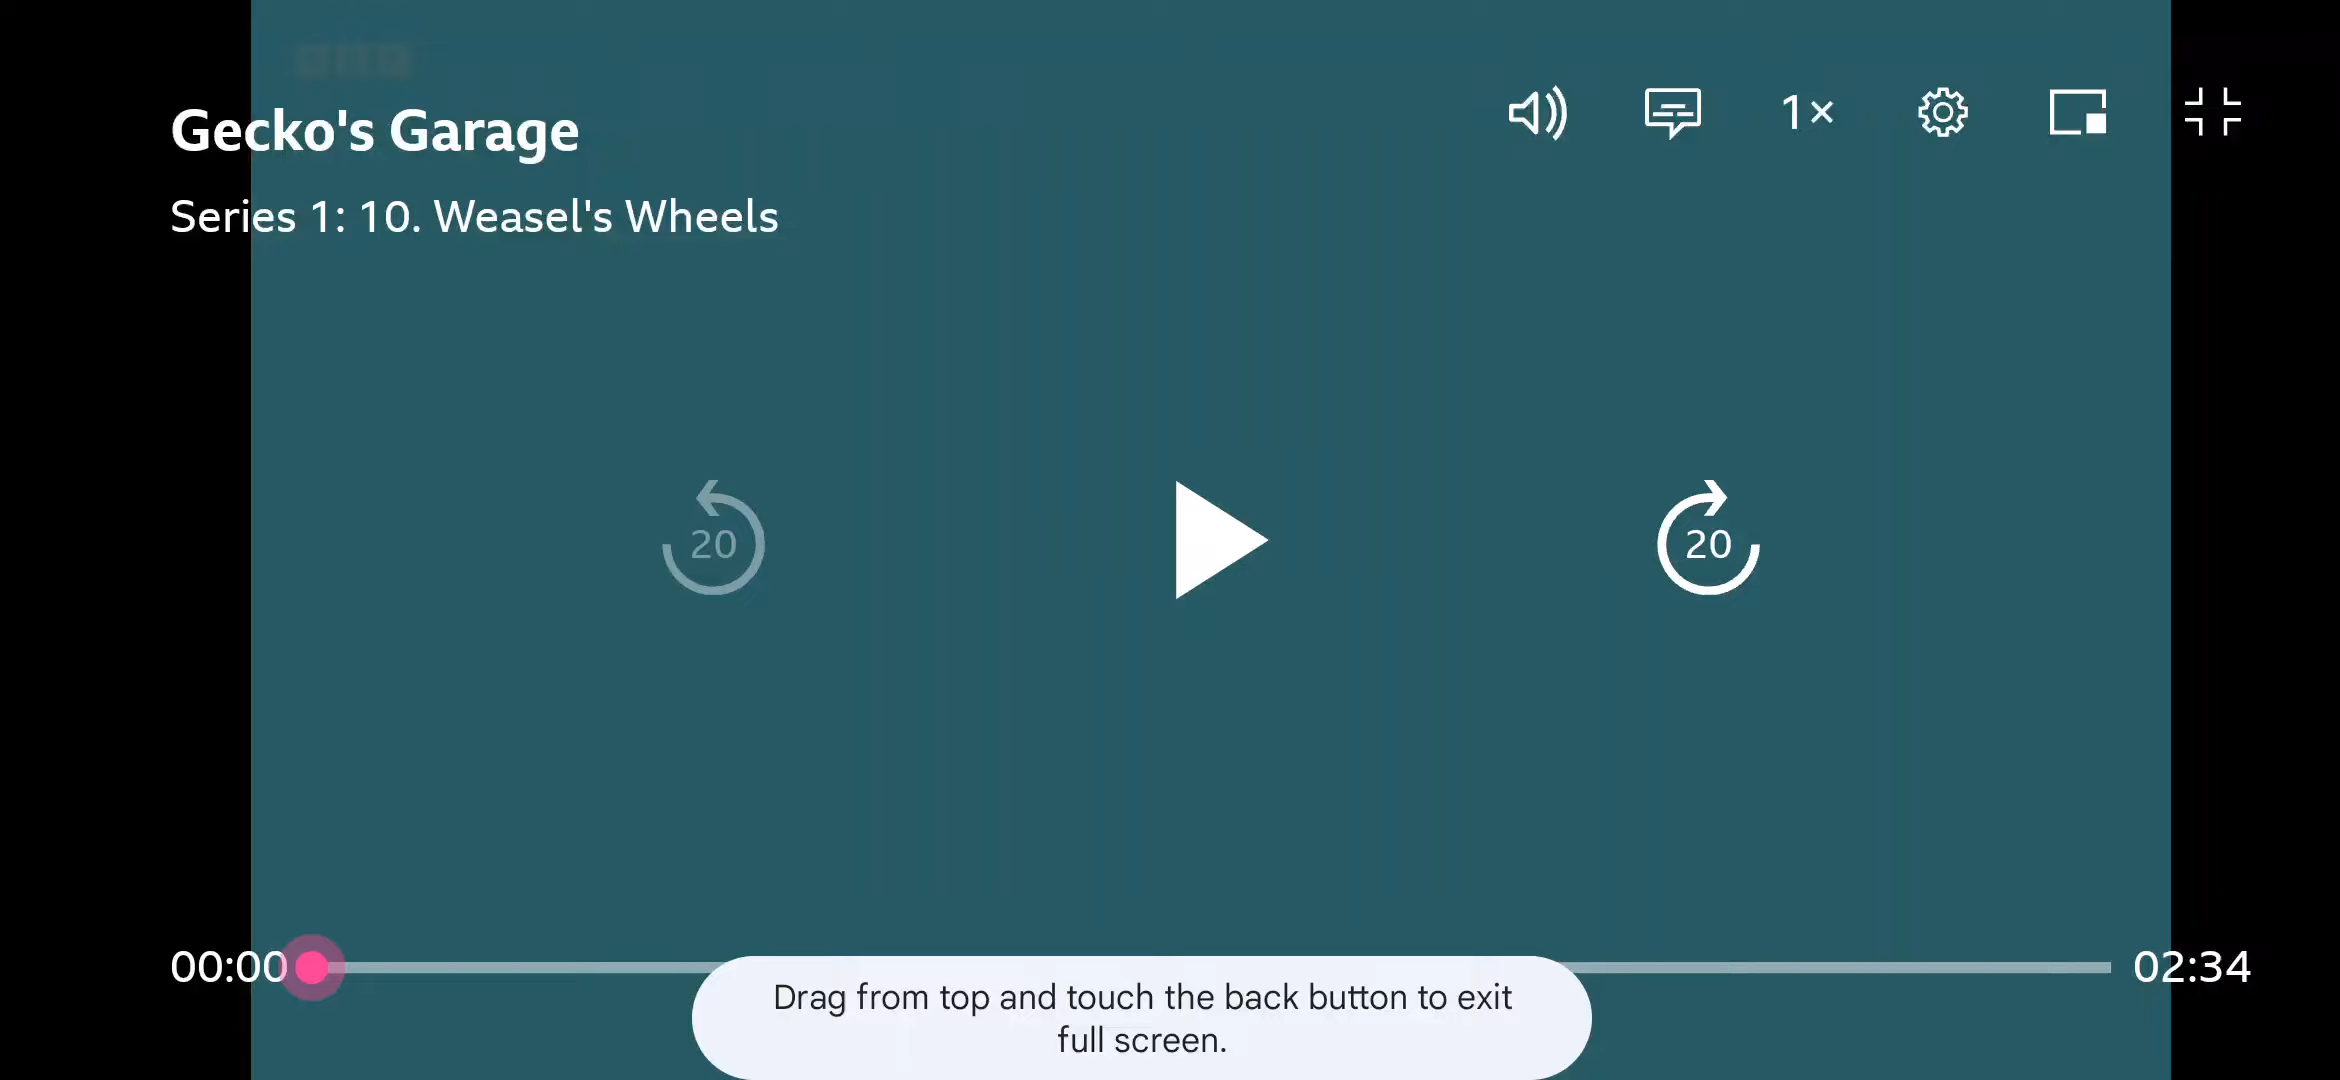 Gecko's Garage
1×
Series 1: 10. Weasel's Wheels
20
20
00:00
02:34
Drag from top and touch the back button to exit
full screen.